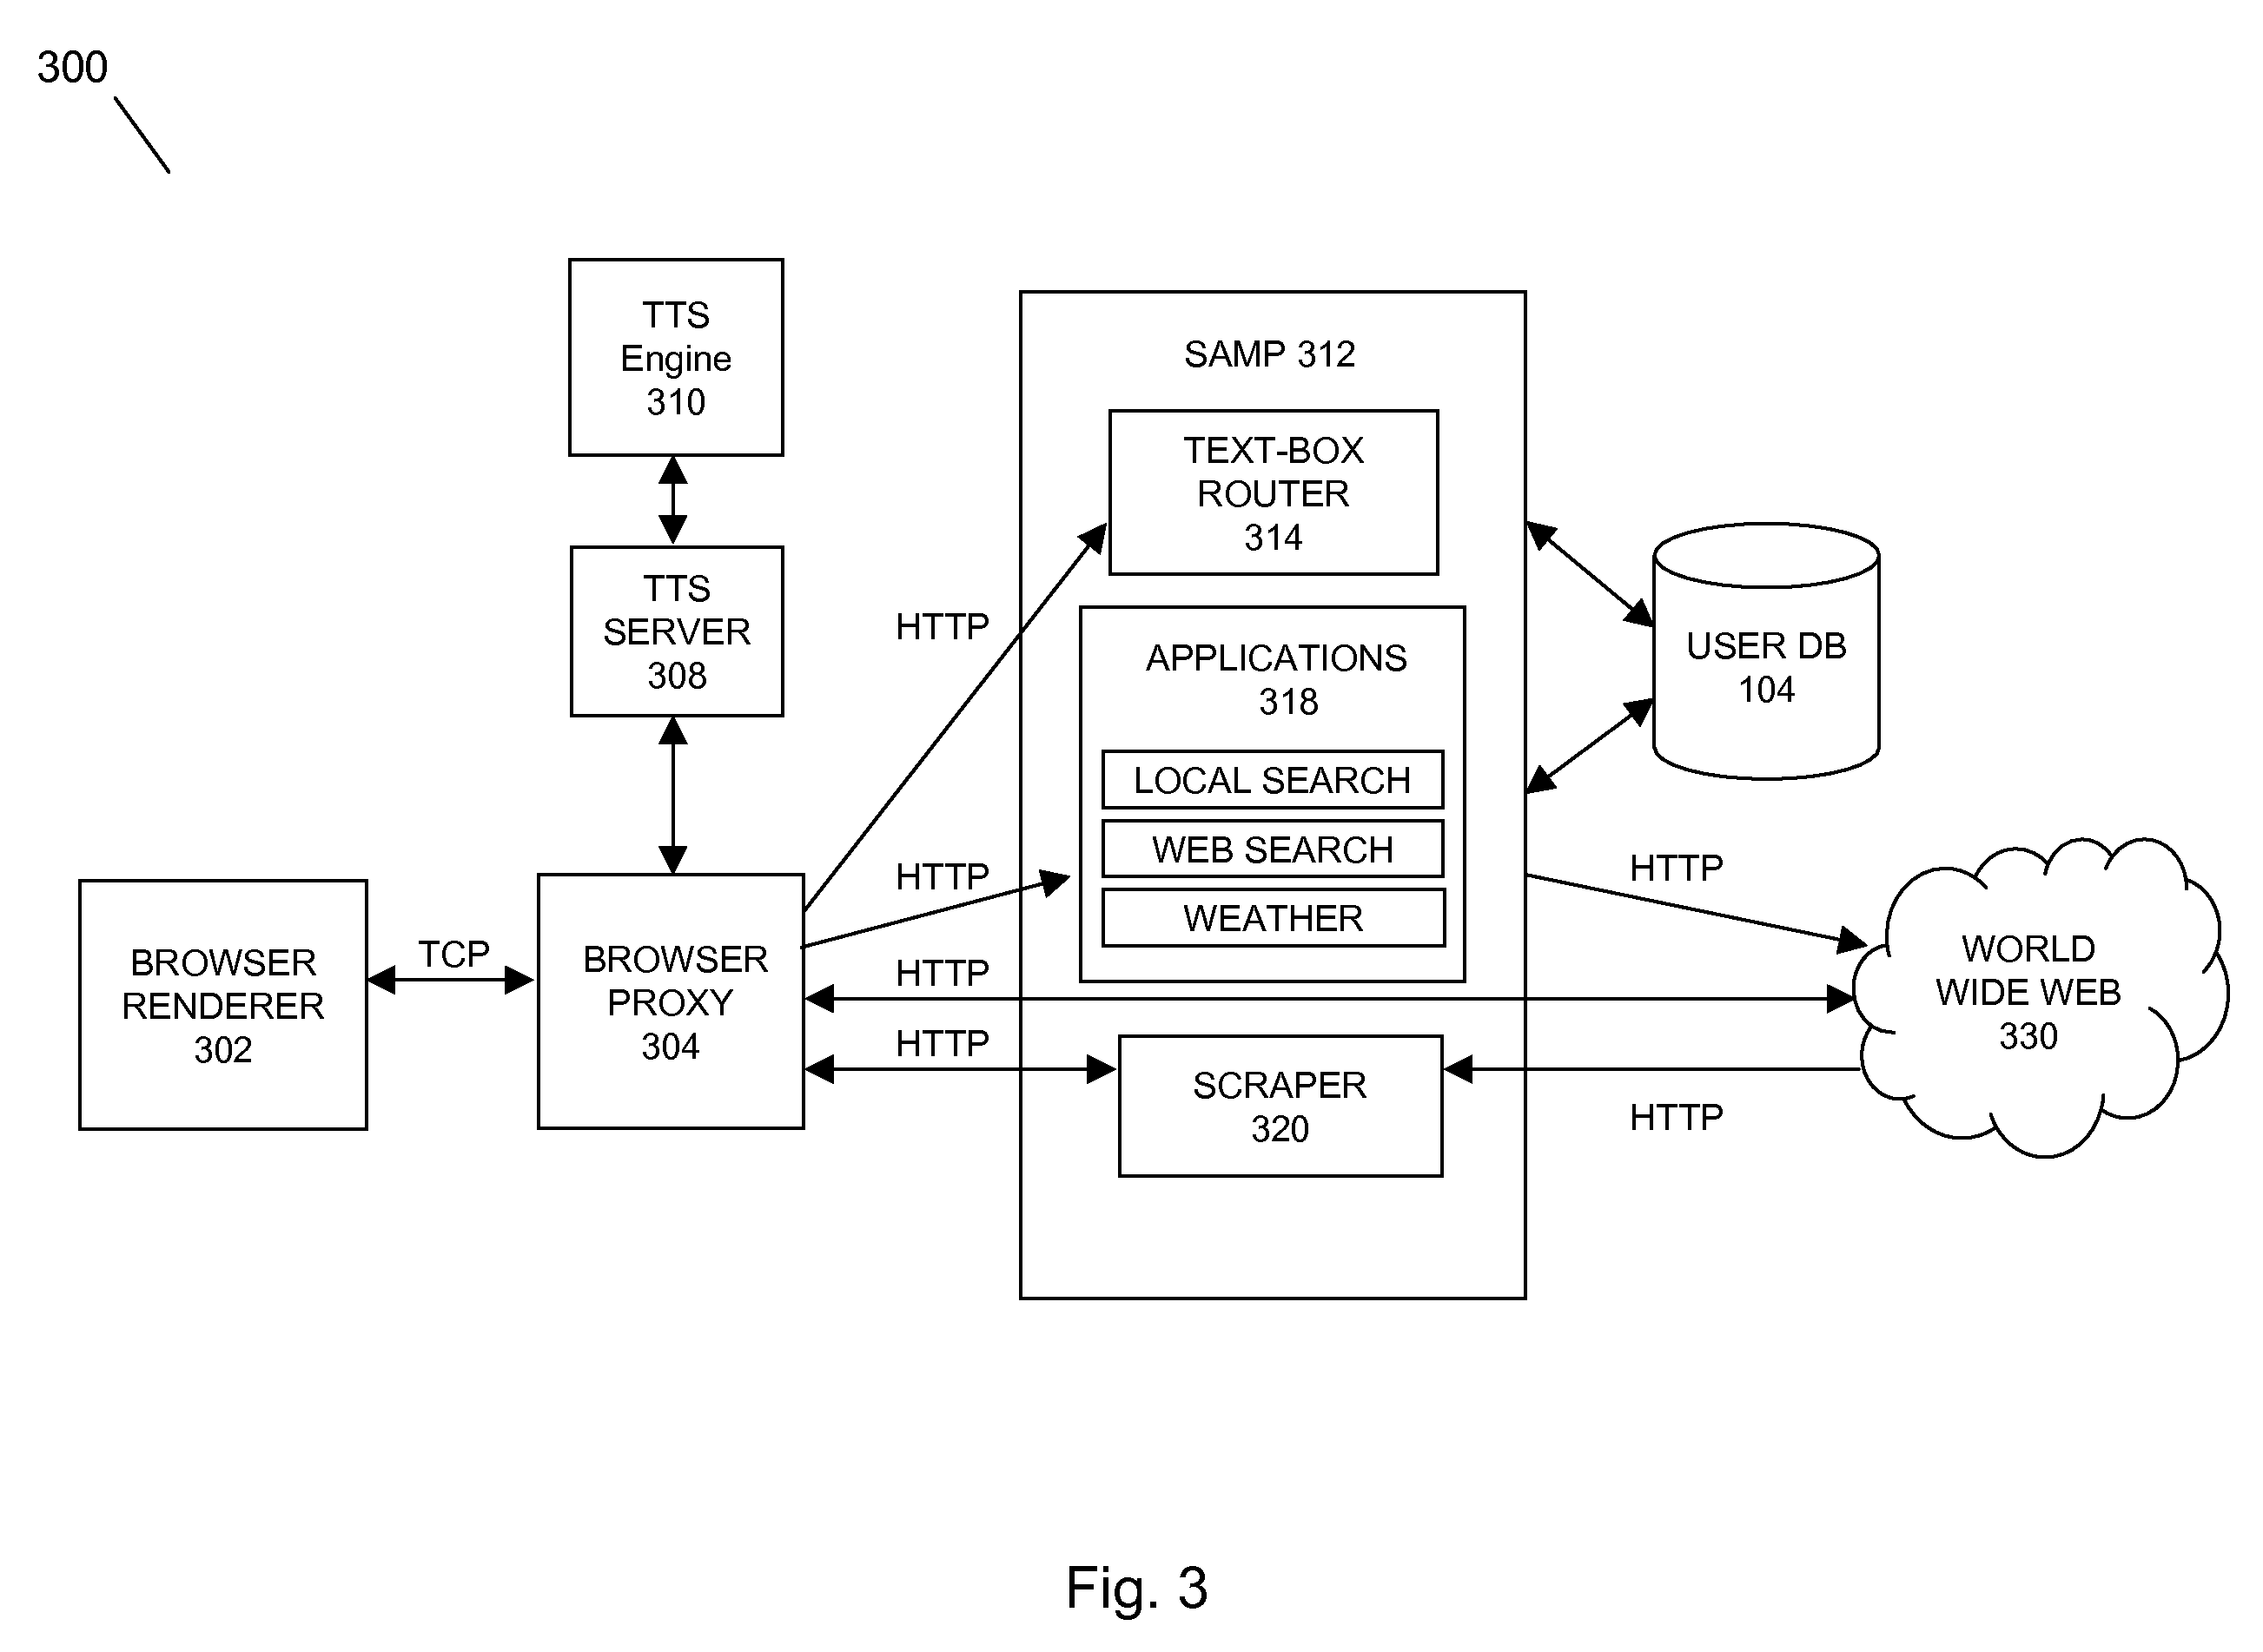 300
TTS
Engine
310
TTS
SERVER
308
BROWSER
RENDERER
302
TCP
BROWSER
PROXY
304
HTTP
HTTP
HTTP
HTTP
SAMP 312
TEXT-BOX
ROUTER
314
APPLICATIONS
318
LOCAL SEARCH
WEB SEARCH
WEATHER
SCRAPER
320
USER DB
104
HTTP
WORLD
WIDE WEB
330
HTTP
Fig. 3